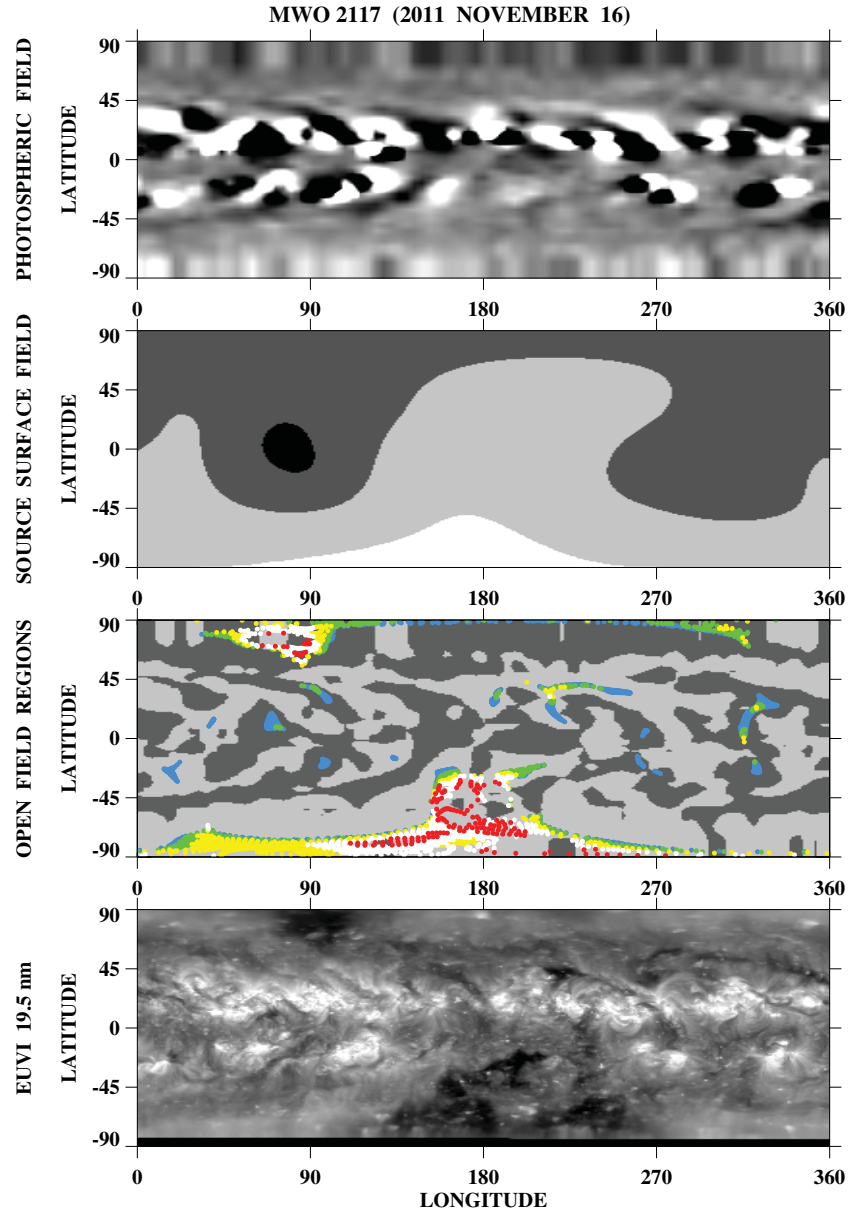 MWO 2117 (2011 NOVEMBER 16)
PHOTOSPHERIC FIELD
LATITUDE
90
45
0
-45
-90
0 90 180 270 360
SOURCE SURFACE FIELD
LATITUDE
90
45
0
-45
-90
0 90 180 270 360
OPEN FIELD REGIONS
LATITUDE
90
45
0
-45
-90
0 90 180 270 360
EUVI 19.5 nm
LATITUDE
90
45
0
-45
-90
0 90 180 270 360
LONGITUDE